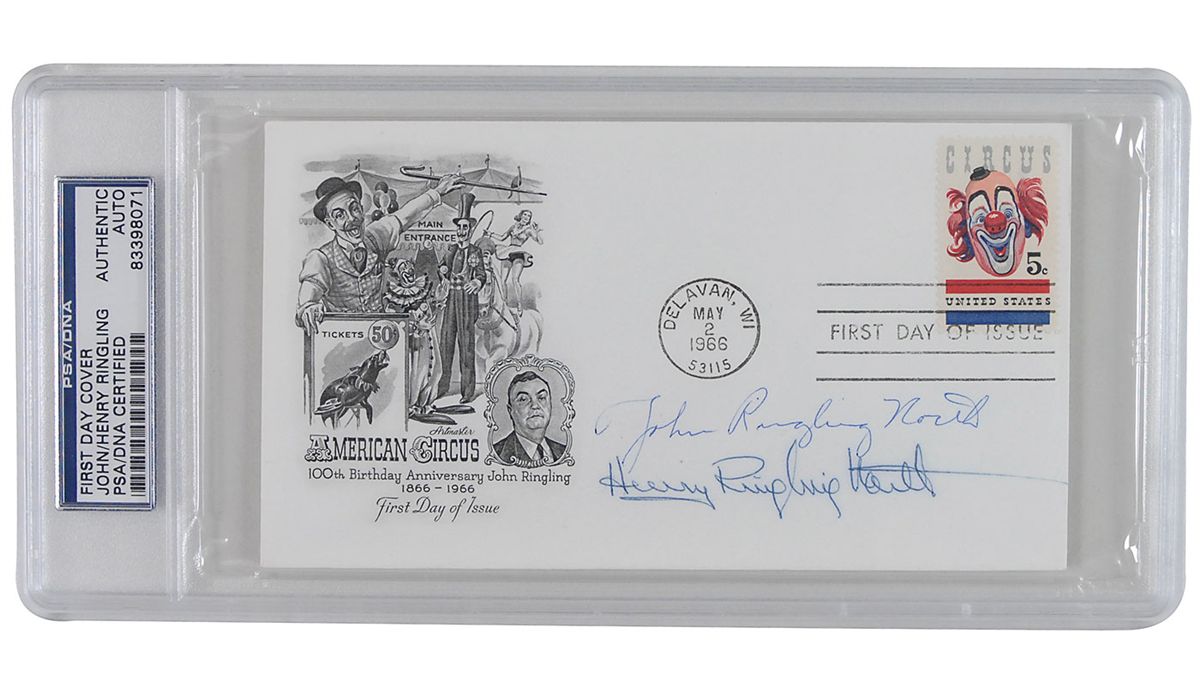 PSA/DNA
FIRST DAY COVER
JOHN/HENRY RINGLING
PSA/DNA CERTIFIED
AUTHENTIC
AUTO
83398071
MAIN
ENTRANCE
TICKETS 50¢
Artmaster
AMERICAN CIRCUS
100th Birthday Anniversary John Ringling
1866 – 1966
First Day of Issue
DELAVAN, WI
MAY
2
1966
53115
CIRCUS
5c
UNITED STATES
FIRST DAY OF ISSUE
John Ringling North
Henry Ringling North